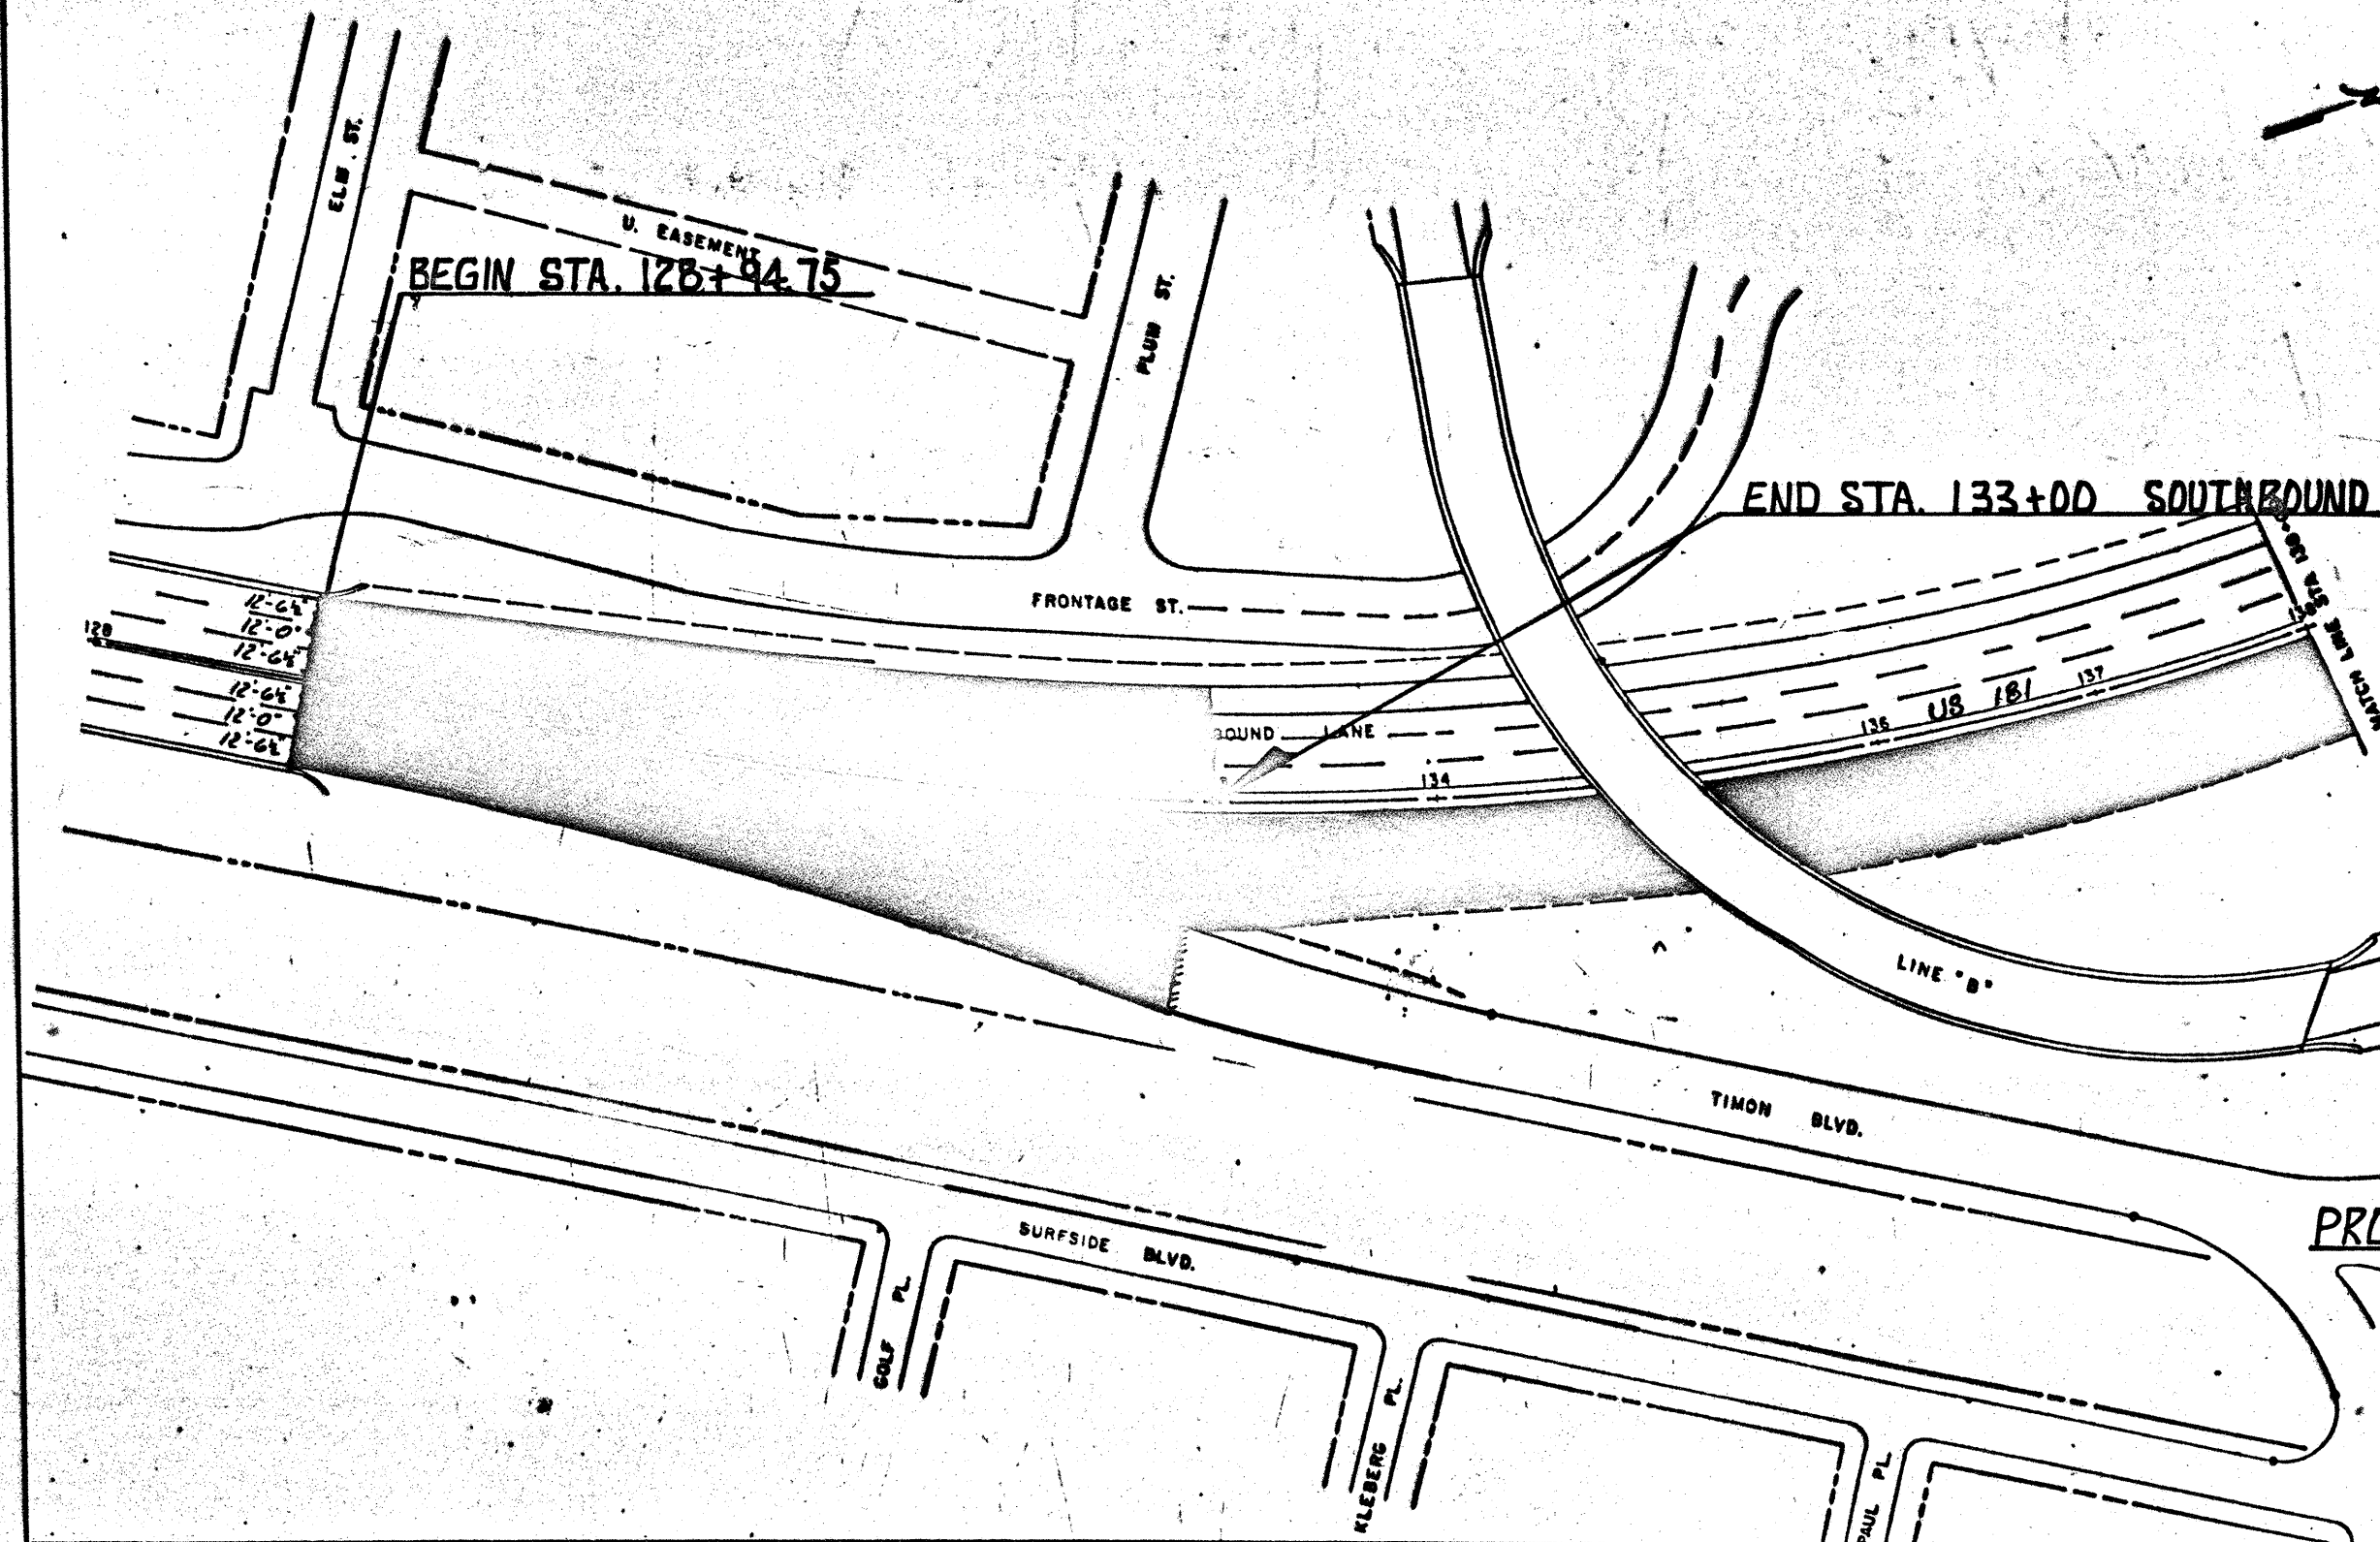 ELM. ST.
U. EASEMENT
BEGIN STA. 128+94.75
PLUM ST.
END STA. 133+00 SOUTHBOUND
FRONTAGE ST.
12'-6½"
12'-0"
12'-6½"
128
12'-6½"
12'-0"
12'-6½"
BOUND LANE
134
136
US 181
137
MATCH LINE STA 138
LINE "B"
TIMON BLVD.
SURFSIDE BLVD.
GOLF PL.
KLEBERG PL.
PAUL PL.